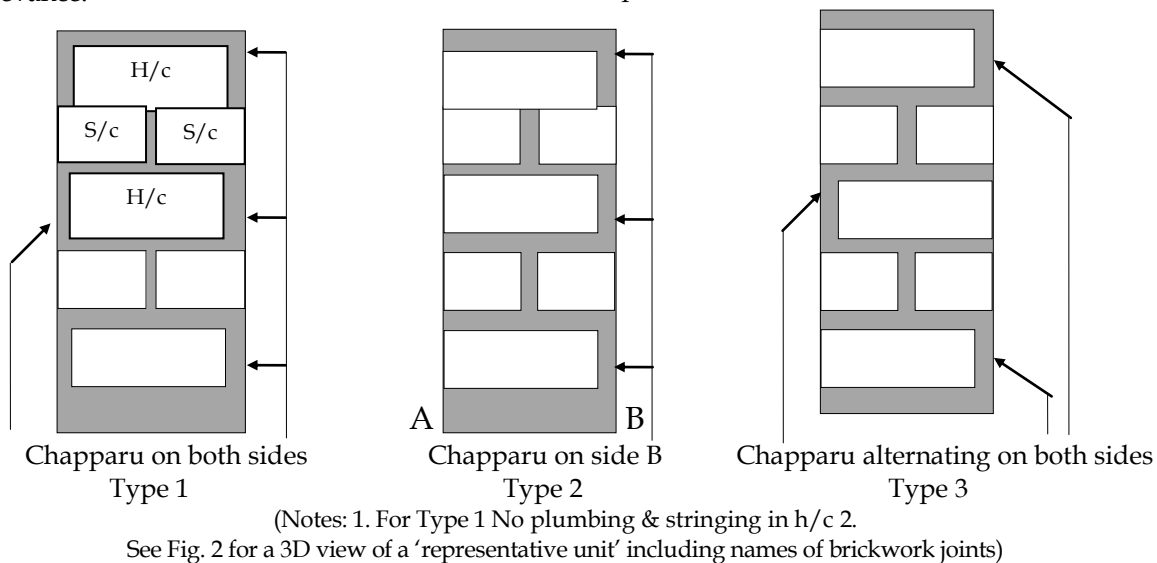 H/c
S/c S/c
H/c
A B
Chapparu on both sides
Type 1
Chapparu on side B
Type 2
Chapparu alternating on both sides
Type 3
(Notes: 1. For Type 1 No plumbing & stringing in h/c 2.
See Fig. 2 for a 3D view of a ‘representative unit’ including names of brickwork joints)